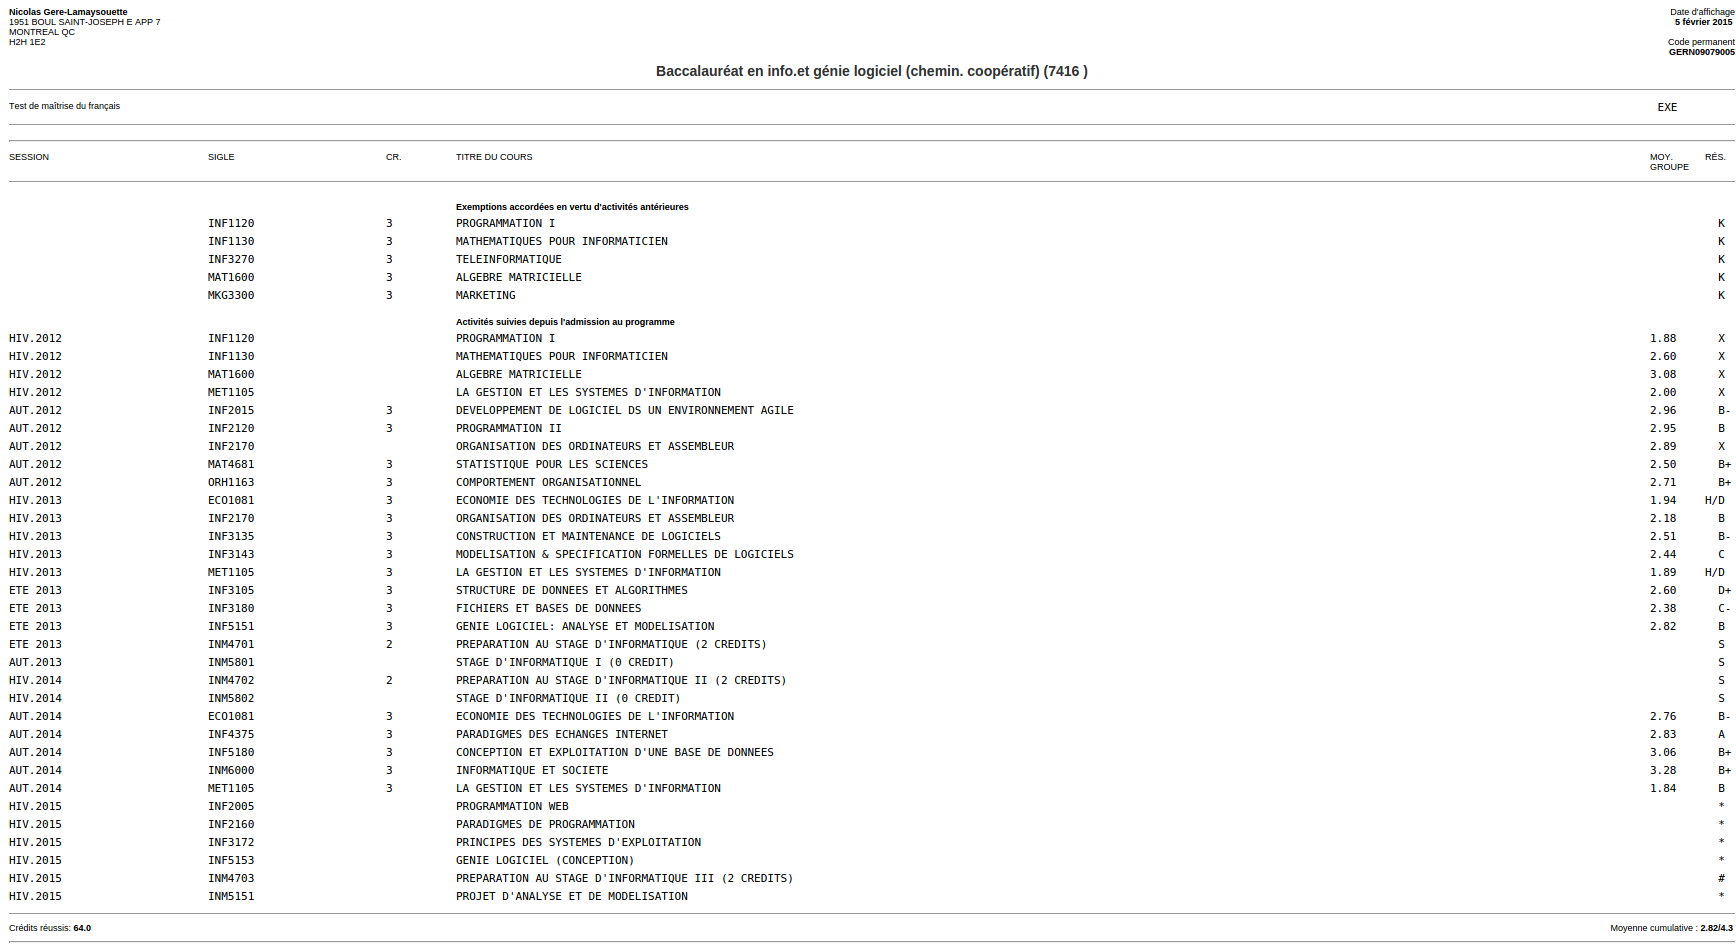 Nicolas Gere-Lamaysouette Date d'affichage
1951 BOUL SAINT-JOSEPH E APP 7 5 février 2015
MONTREAL QC
H2H 1E2 Code permanent
GERN09079005
Baccalauréat en info.et génie logiciel (chemin. coopératif) (7416 )
Test de maîtrise du français EXE
SESSION SIGLE CR. TITRE DU COURS MOY. RÉS.
GROUPE
Exemptions accordées en vertu d'activités antérieures
INF1120 3 PROGRAMMATION I K
INF1130 3 MATHEMATIQUES POUR INFORMATICIEN K
INF3270 3 TELEINFORMATIQUE K
MAT1600 3 ALGEBRE MATRICIELLE K
MKG3300 3 MARKETING K
Activités suivies depuis l'admission au programme
HIV.2012 INF1120 PROGRAMMATION I 1.88 X
HIV.2012 INF1130 MATHEMATIQUES POUR INFORMATICIEN 2.60 X
HIV.2012 MAT1600 ALGEBRE MATRICIELLE 3.08 X
HIV.2012 MET1105 LA GESTION ET LES SYSTEMES D'INFORMATION 2.00 X
AUT.2012 INF2015 3 DEVELOPPEMENT DE LOGICIEL DS UN ENVIRONNEMENT AGILE 2.96 B-
AUT.2012 INF2120 3 PROGRAMMATION II 2.95 B
AUT.2012 INF2170 ORGANISATION DES ORDINATEURS ET ASSEMBLEUR 2.89 X
AUT.2012 MAT4681 3 STATISTIQUE POUR LES SCIENCES 2.50 B+
AUT.2012 ORH1163 3 COMPORTEMENT ORGANISATIONNEL 2.71 B+
HIV.2013 ECO1081 3 ECONOMIE DES TECHNOLOGIES DE L'INFORMATION 1.94 H/D
HIV.2013 INF2170 3 ORGANISATION DES ORDINATEURS ET ASSEMBLEUR 2.18 B
HIV.2013 INF3135 3 CONSTRUCTION ET MAINTENANCE DE LOGICIELS 2.51 B-
HIV.2013 INF3143 3 MODELISATION & SPECIFICATION FORMELLES DE LOGICIELS 2.44 C
HIV.2013 MET1105 3 LA GESTION ET LES SYSTEMES D'INFORMATION 1.89 H/D
ETE 2013 INF3105 3 STRUCTURE DE DONNEES ET ALGORITHMES 2.60 D+
ETE 2013 INF3180 3 FICHIERS ET BASES DE DONNEES 2.38 C-
ETE 2013 INF5151 3 GENIE LOGICIEL: ANALYSE ET MODELISATION 2.82 B
ETE 2013 INM4701 2 PREPARATION AU STAGE D'INFORMATIQUE (2 CREDITS) S
AUT.2013 INM5801 STAGE D'INFORMATIQUE I (0 CREDIT) S
HIV.2014 INM4702 2 PREPARATION AU STAGE D'INFORMATIQUE II (2 CREDITS) S
HIV.2014 INM5802 STAGE D'INFORMATIQUE II (0 CREDIT) S
AUT.2014 ECO1081 3 ECONOMIE DES TECHNOLOGIES DE L'INFORMATION 2.76 B-
AUT.2014 INF4375 3 PARADIGMES DES ECHANGES INTERNET 2.83 A
AUT.2014 INF5180 3 CONCEPTION ET EXPLOITATION D'UNE BASE DE DONNEES 3.06 B+
AUT.2014 INM6000 3 INFORMATIQUE ET SOCIETE 3.28 B+
AUT.2014 MET1105 3 LA GESTION ET LES SYSTEMES D'INFORMATION 1.84 B
HIV.2015 INF2005 PROGRAMMATION WEB *
HIV.2015 INF2160 PARADIGMES DE PROGRAMMATION *
HIV.2015 INF3172 PRINCIPES DES SYSTEMES D'EXPLOITATION *
HIV.2015 INF5153 GENIE LOGICIEL (CONCEPTION) *
HIV.2015 INM4703 PREPARATION AU STAGE D'INFORMATIQUE III (2 CREDITS) #
HIV.2015 INM5151 PROJET D'ANALYSE ET DE MODELISATION *
Crédits réussis: 64.0 Moyenne cumulative : 2.82/4.3